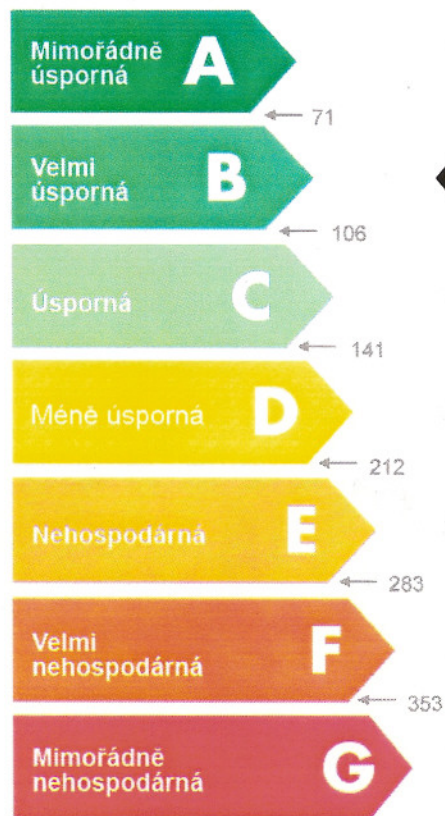 Mimořádně
úsporná
A
← 71
Velmi
úsporná
B
← 106
Úsporná
C
← 141
Méně úsporná
D
← 212
Nehospodárná
E
← 283
Velmi
nehospodárná
F
← 353
Mimořádně
nehospodárná
G